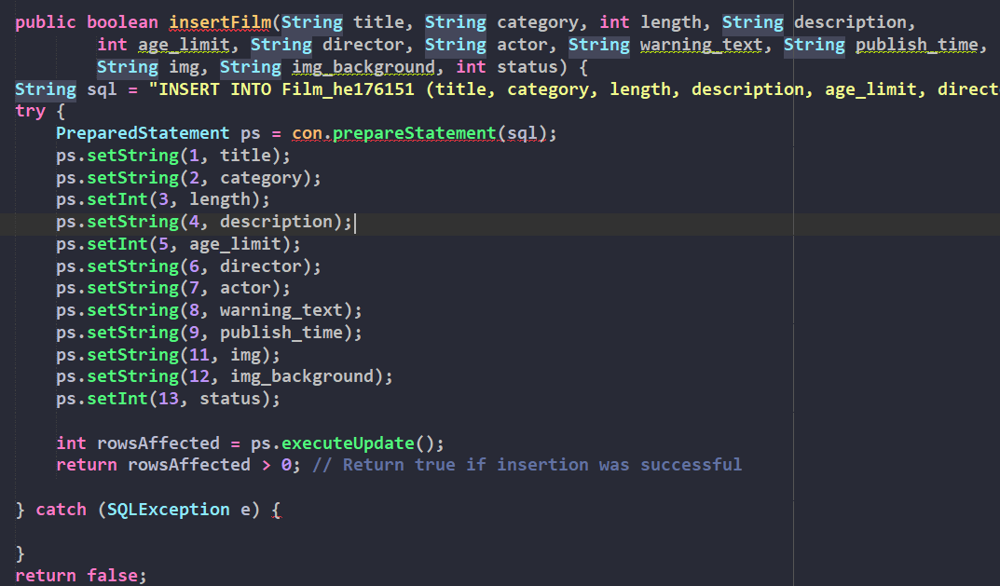 public boolean insertFilm(String title, String category, int length, String description,
        int age_limit, String director, String actor, String warning_text, String publish_time,
        String img, String img_background, int status) {
String sql = "INSERT INTO Film_he176151 (title, category, length, description, age_limit, direct
try {
    PreparedStatement ps = con.prepareStatement(sql);
    ps.setString(1, title);
    ps.setString(2, category);
    ps.setInt(3, length);
    ps.setString(4, description);
    ps.setInt(5, age_limit);
    ps.setString(6, director);
    ps.setString(7, actor);
    ps.setString(8, warning_text);
    ps.setString(9, publish_time);
    ps.setString(11, img);
    ps.setString(12, img_background);
    ps.setInt(13, status);
    int rowsAffected = ps.executeUpdate();
    return rowsAffected > 0; // Return true if insertion was successful
} catch (SQLException e) {
}
return false;